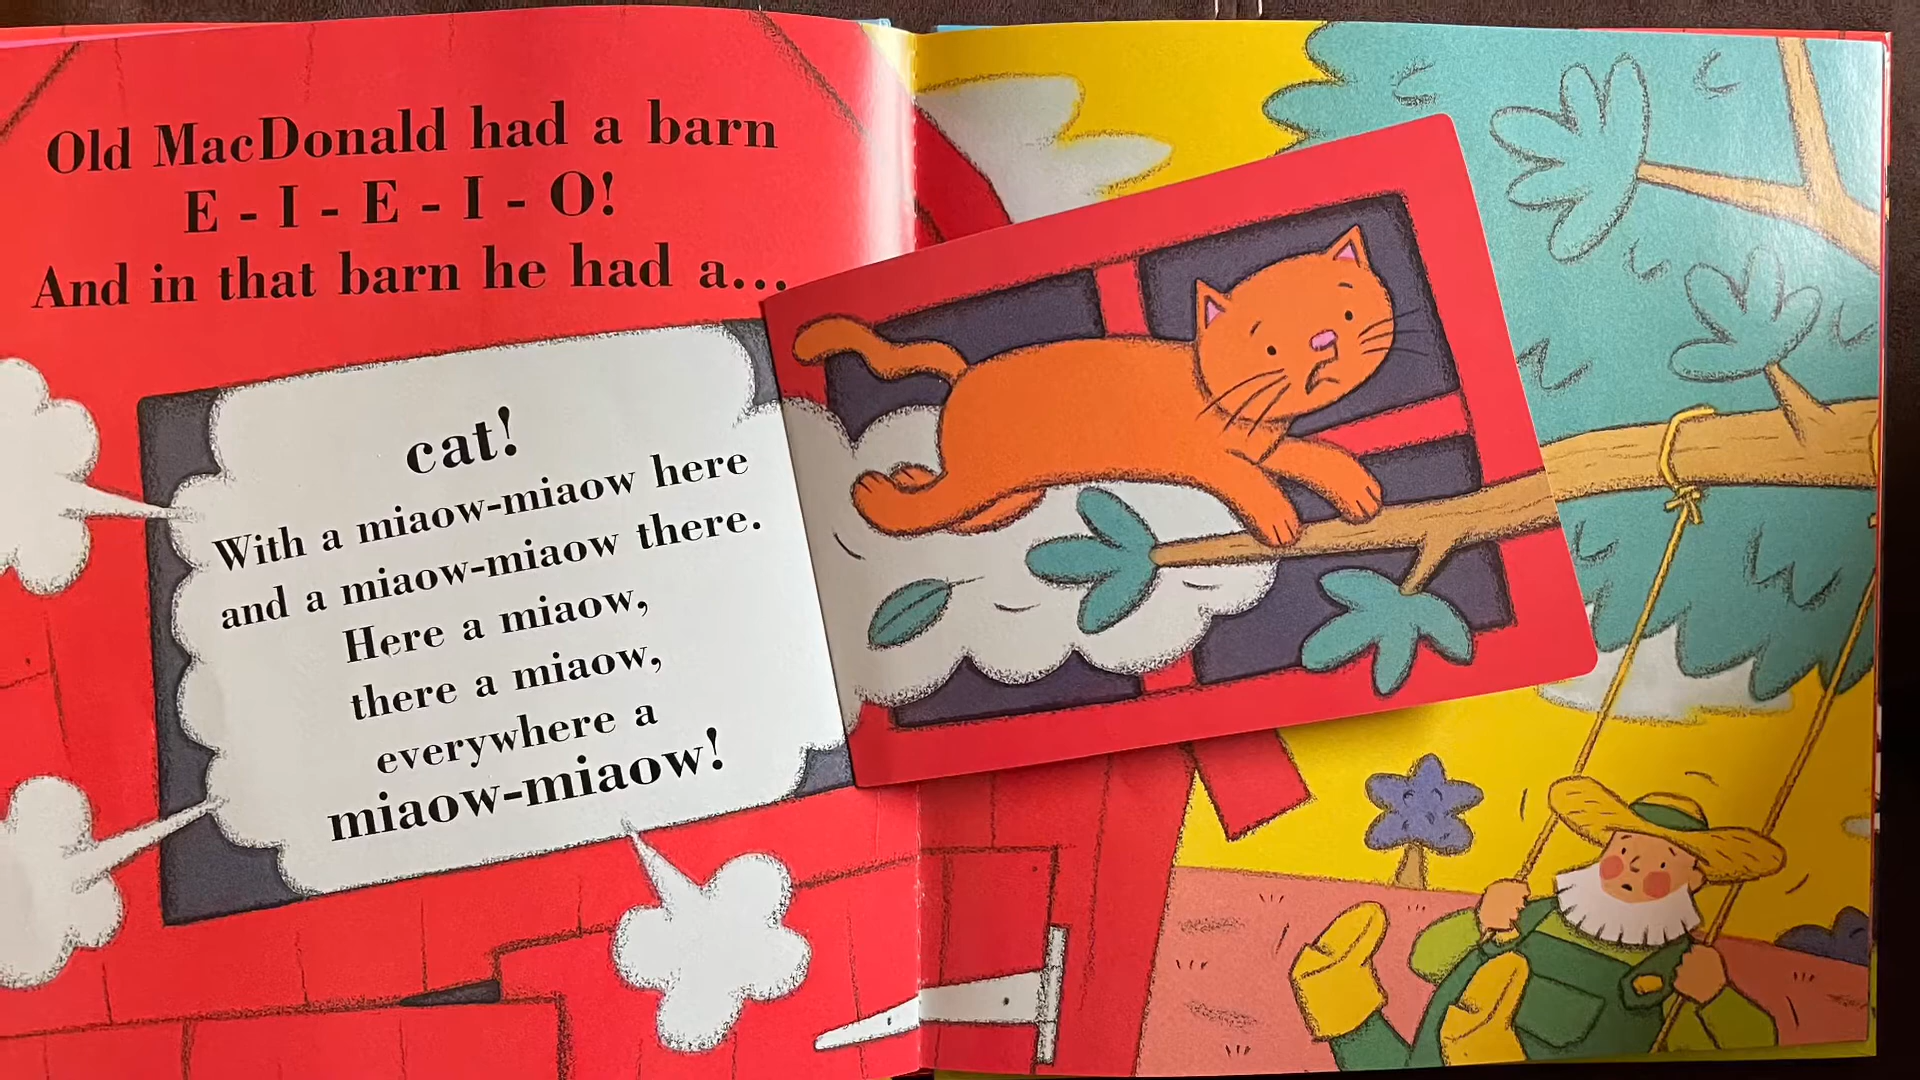 Old MacDonald had a barn
E - I - E - I - O!
And in that barn he had a...
cat!
With a miaow-miaow here
and a miaow-miaow there.
Here a miaow,
there a miaow,
everywhere a
miaow-miaow!